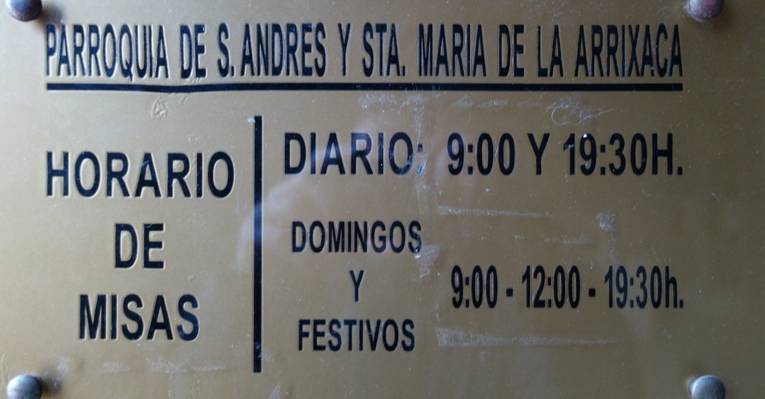 PARROQUIA DE S. ANDRES Y STA. MARIA DE LA ARRIXACA
HORARIO
DE
MISAS
DIARIO: 9:00 Y 19:30H.
DOMINGOS
Y
FESTIVOS
9:00 - 12:00 - 19:30h.